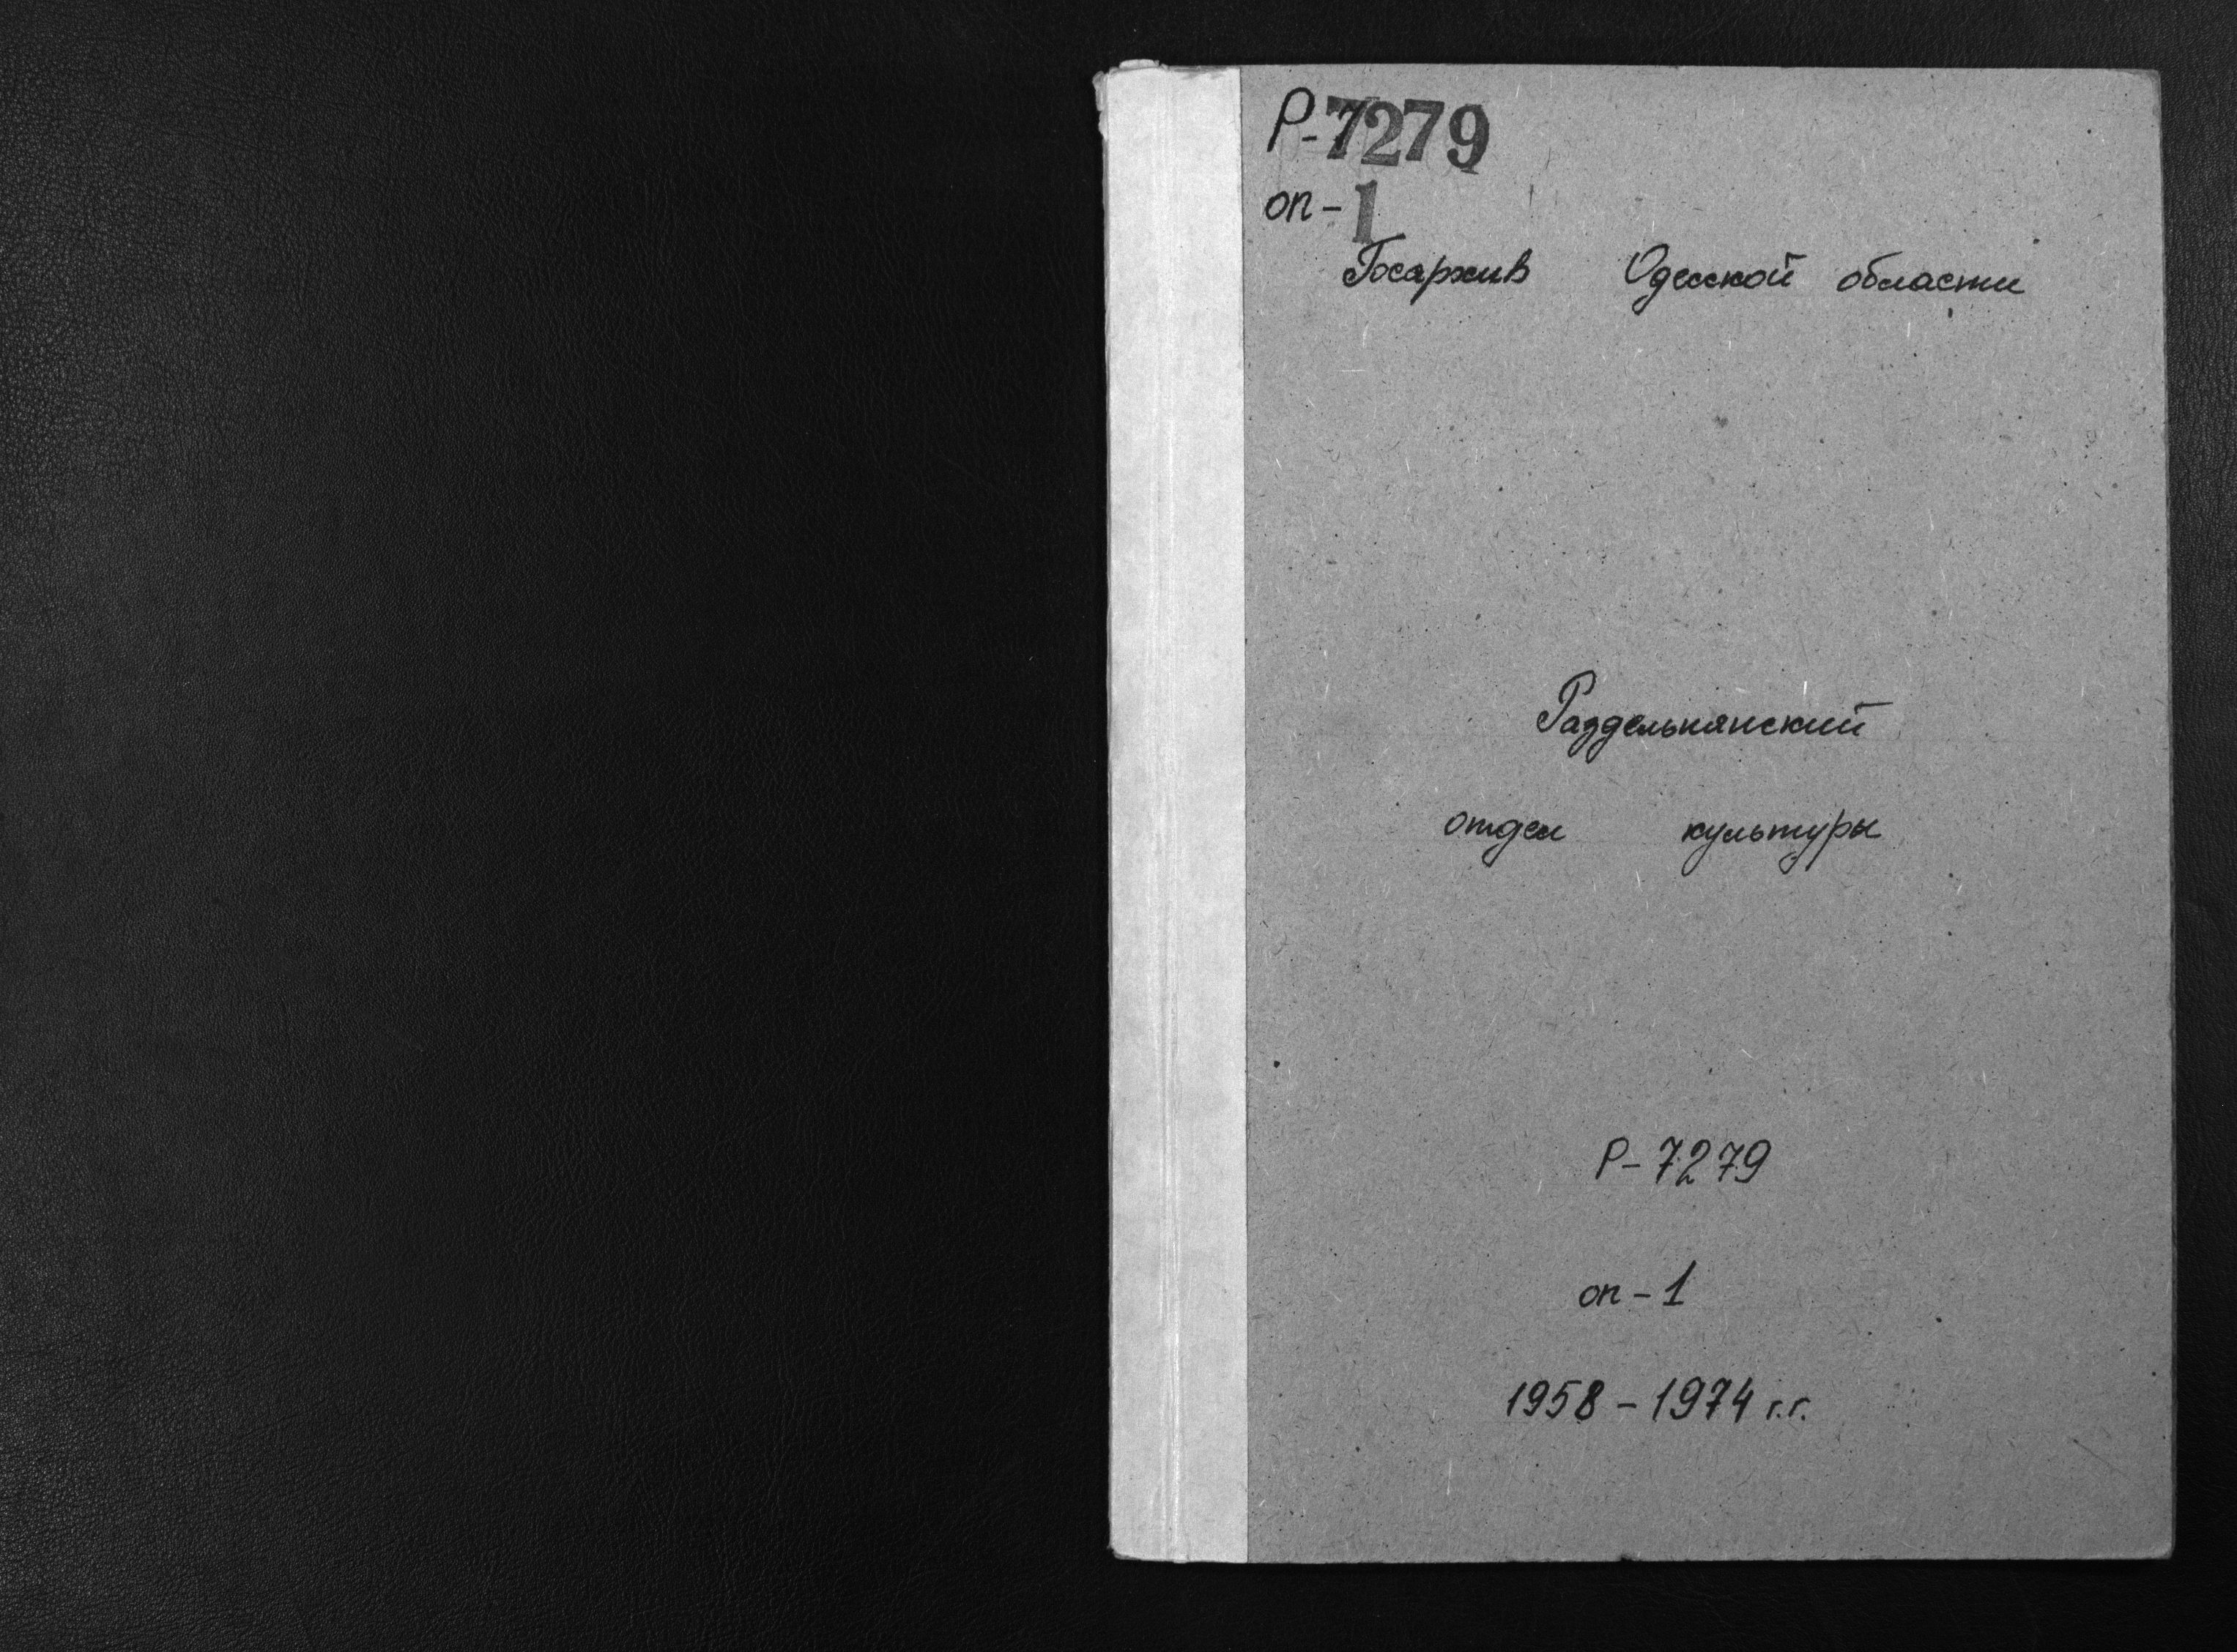 Р-7279
оп-1
Госархив Одесской области
Раздельнянский
отдел культуры
Р-7279
оп-1
1958-1974 г.г.